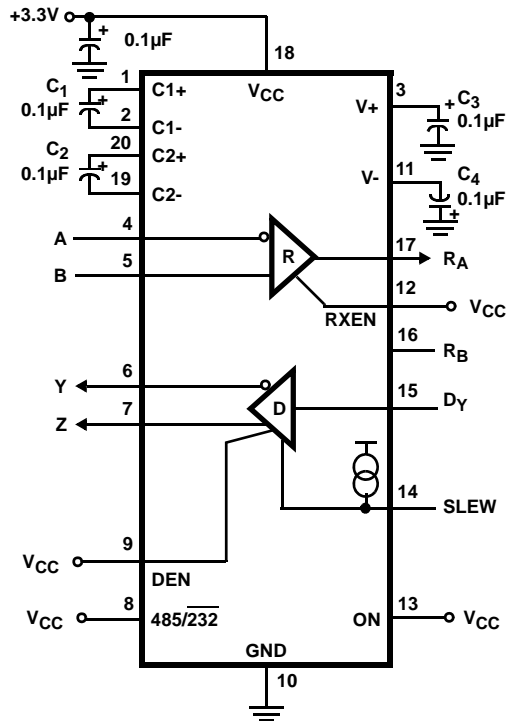 +3.3V
+
0.1µF
18
1
C1+
VCC
3
C1
0.1µF
+
V+
+
C3
0.1µF
2
C1-
20
C2+
C2
0.1µF
+
19
C2-
V-
11
C4
0.1µF
+
A
4
R
17
RA
B
5
12
RXEN
VCC
16
RB
Y
6
D
15
DY
Z
7
14
SLEW
VCC
9
DEN
VCC
8
485/232
ON
13
VCC
GND
10